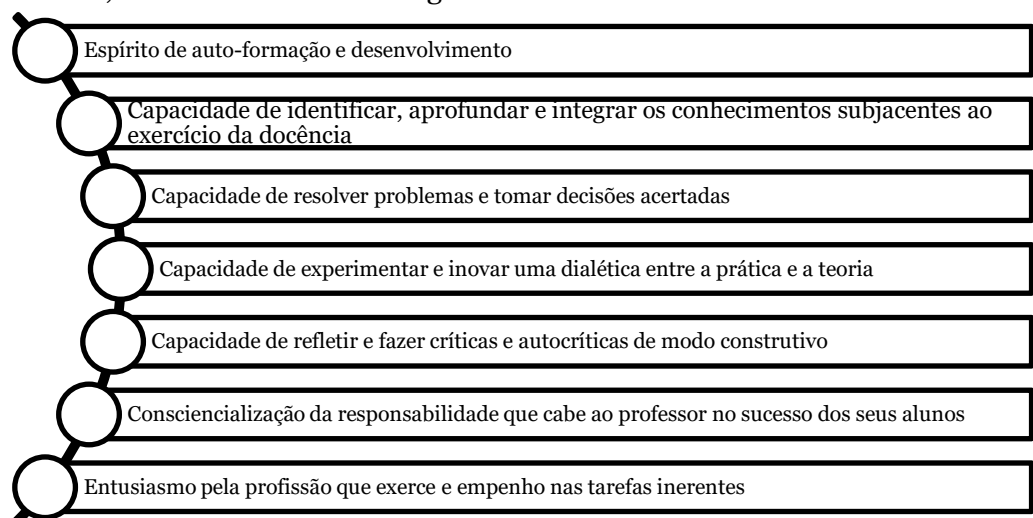 Espírito de auto-formação e desenvolvimento
Capacidade de identificar, aprofundar e integrar os conhecimentos subjacentes ao
exercício da docência
Capacidade de resolver problemas e tomar decisões acertadas
Capacidade de experimentar e inovar uma dialética entre a prática e a teoria
Capacidade de refletir e fazer críticas e autocríticas de modo construtivo
Consciencialização da responsabilidade que cabe ao professor no sucesso dos seus alunos
Entusiasmo pela profissão que exerce e empenho nas tarefas inerentes